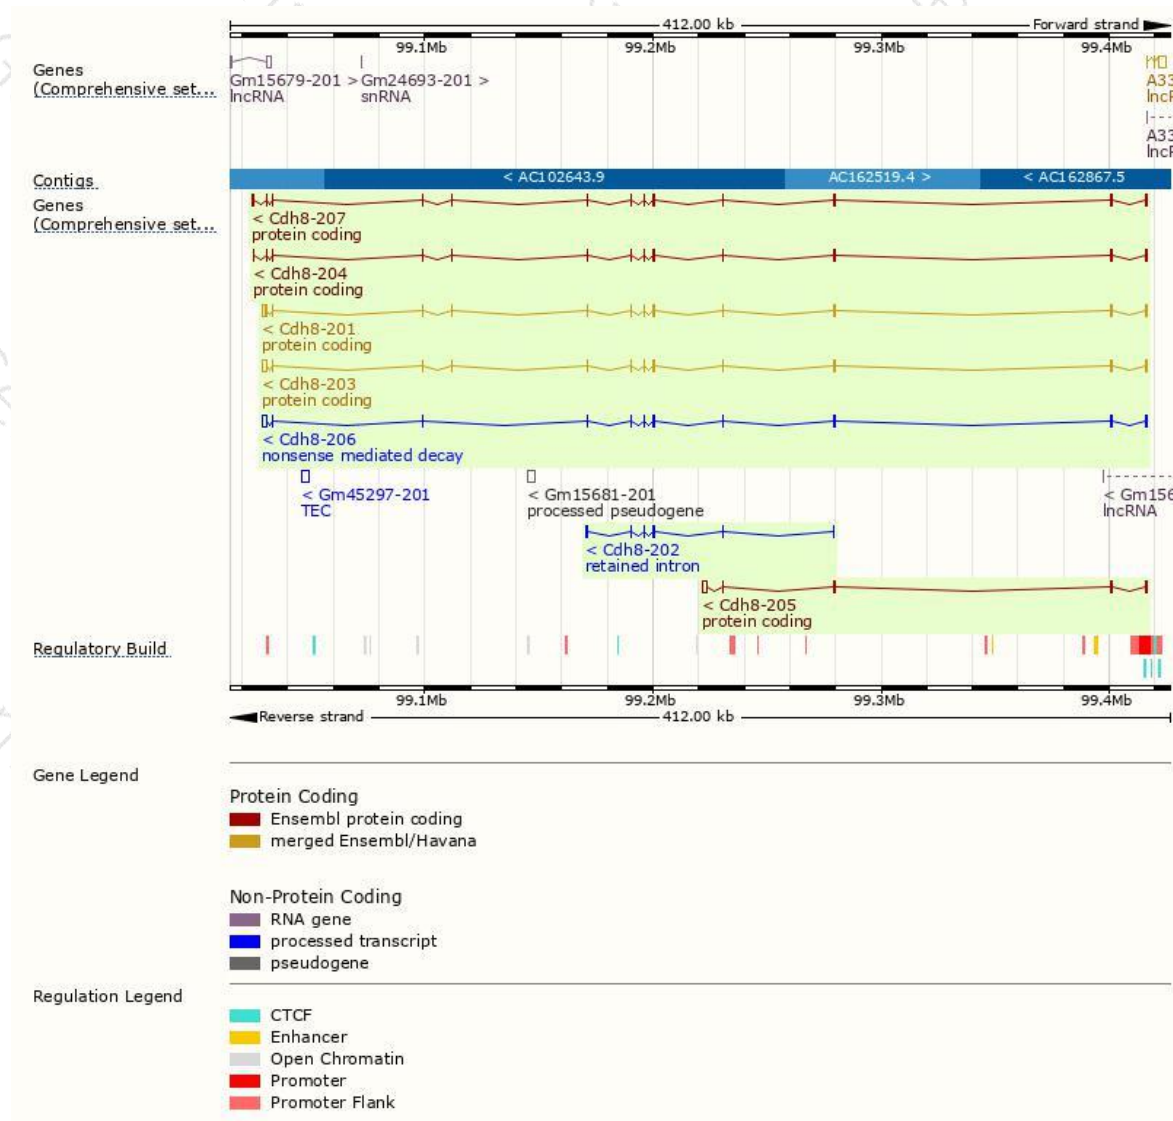 412.00 kb
Forward strand
99.1Mb 99.2Mb 99.3Mb 99.4Mb
Genes
(Comprehensive set...
Gm15679-201 > Gm24693-201 >
lncRNA snRNA
A33
lncR
A33
lncR
Contigs
< AC102643.9 AC162519.4 > < AC162867.5
Genes
(Comprehensive set...
< Cdh8-207
protein coding
< Cdh8-204
protein coding
< Cdh8-201
protein coding
< Cdh8-203
protein coding
< Cdh8-206
nonsense mediated decay
< Gm45297-201 < Gm15681-201 < Gm156
TEC processed pseudogene lncRNA
< Cdh8-202
retained intron
< Cdh8-205
protein coding
Regulatory Build
99.1Mb 99.2Mb 99.3Mb 99.4Mb
Reverse strand 412.00 kb
Gene Legend
Protein Coding
Ensembl protein coding
merged Ensembl/Havana
Non-Protein Coding
RNA gene
processed transcript
pseudogene
Regulation Legend
CTCF
Enhancer
Open Chromatin
Promoter
Promoter Flank